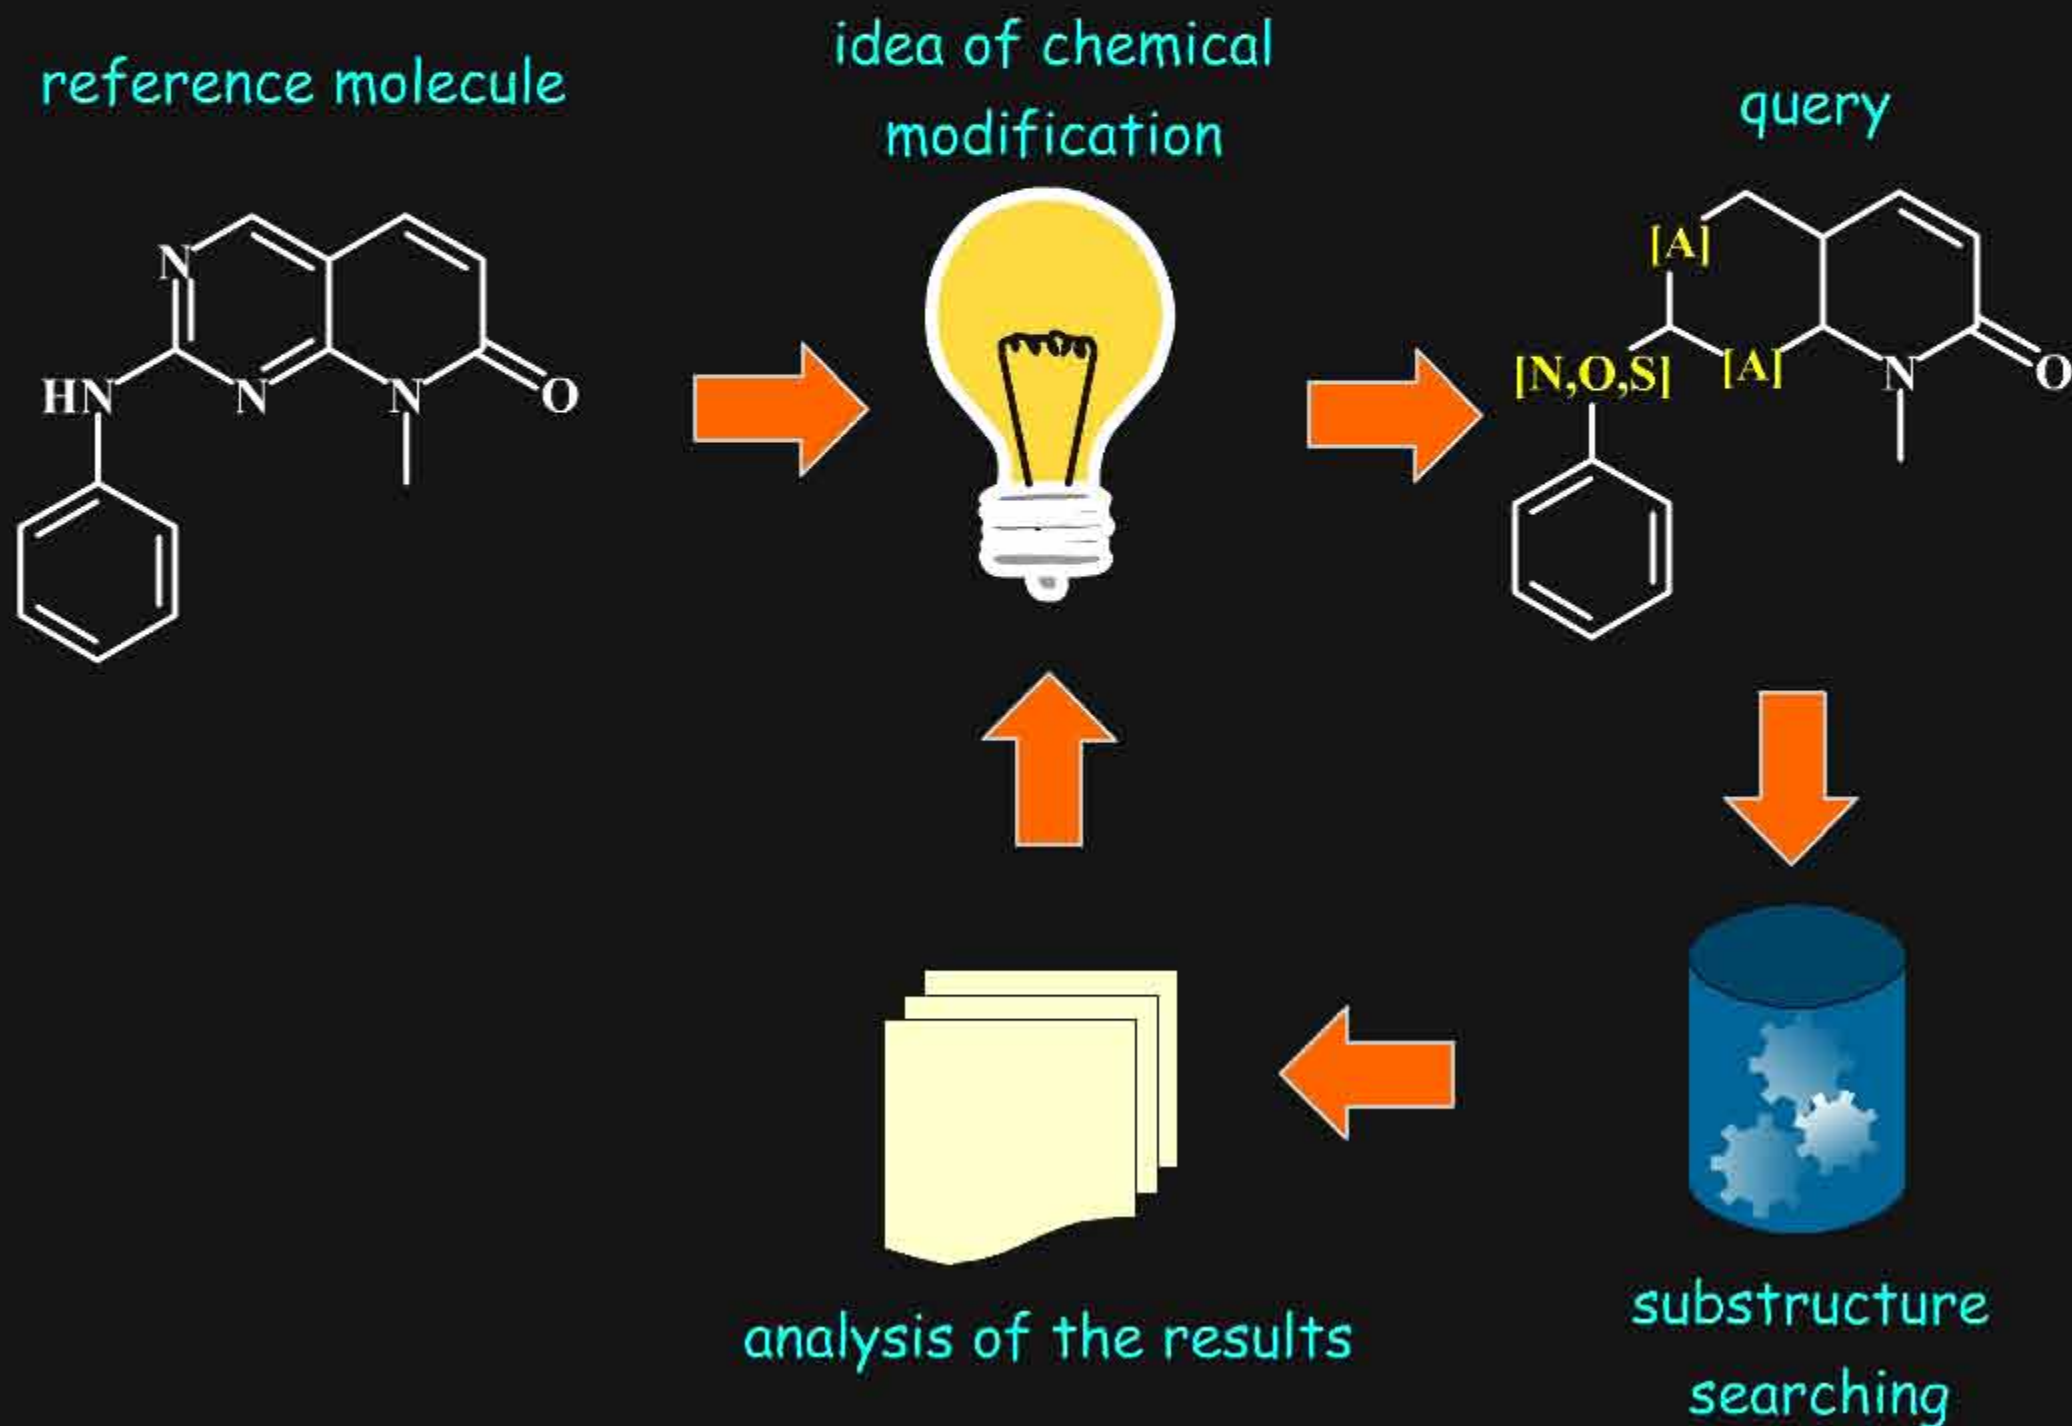 reference molecule
idea of chemical
modification
query
N
HN
N
N
O
[A]
[N,O,S]
[A]
N
O
analysis of the results
substructure
searching